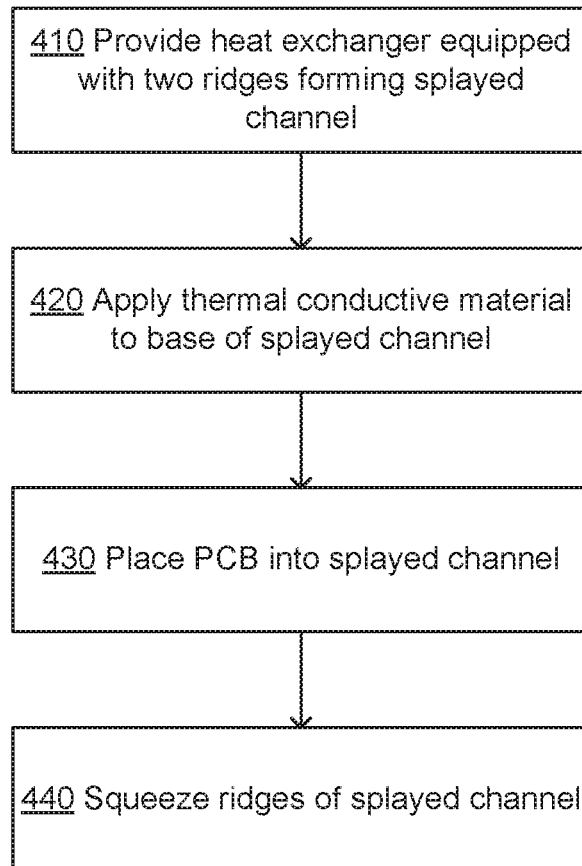 410 Provide heat exchanger equipped
with two ridges forming splayed
channel
420 Apply thermal conductive material
to base of splayed channel
430 Place PCB into splayed channel
440 Squeeze ridges of splayed channel